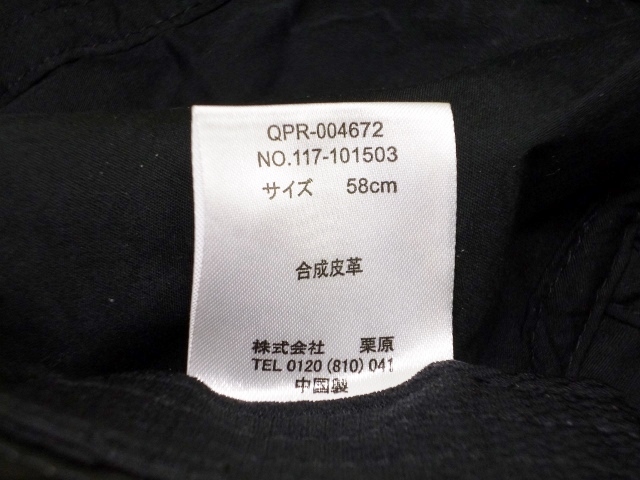 QPR-004672
NO.117-101503
サイズ 58cm
合成皮革
株式会社 栗原
TEL 0120 (810) 041
中國製